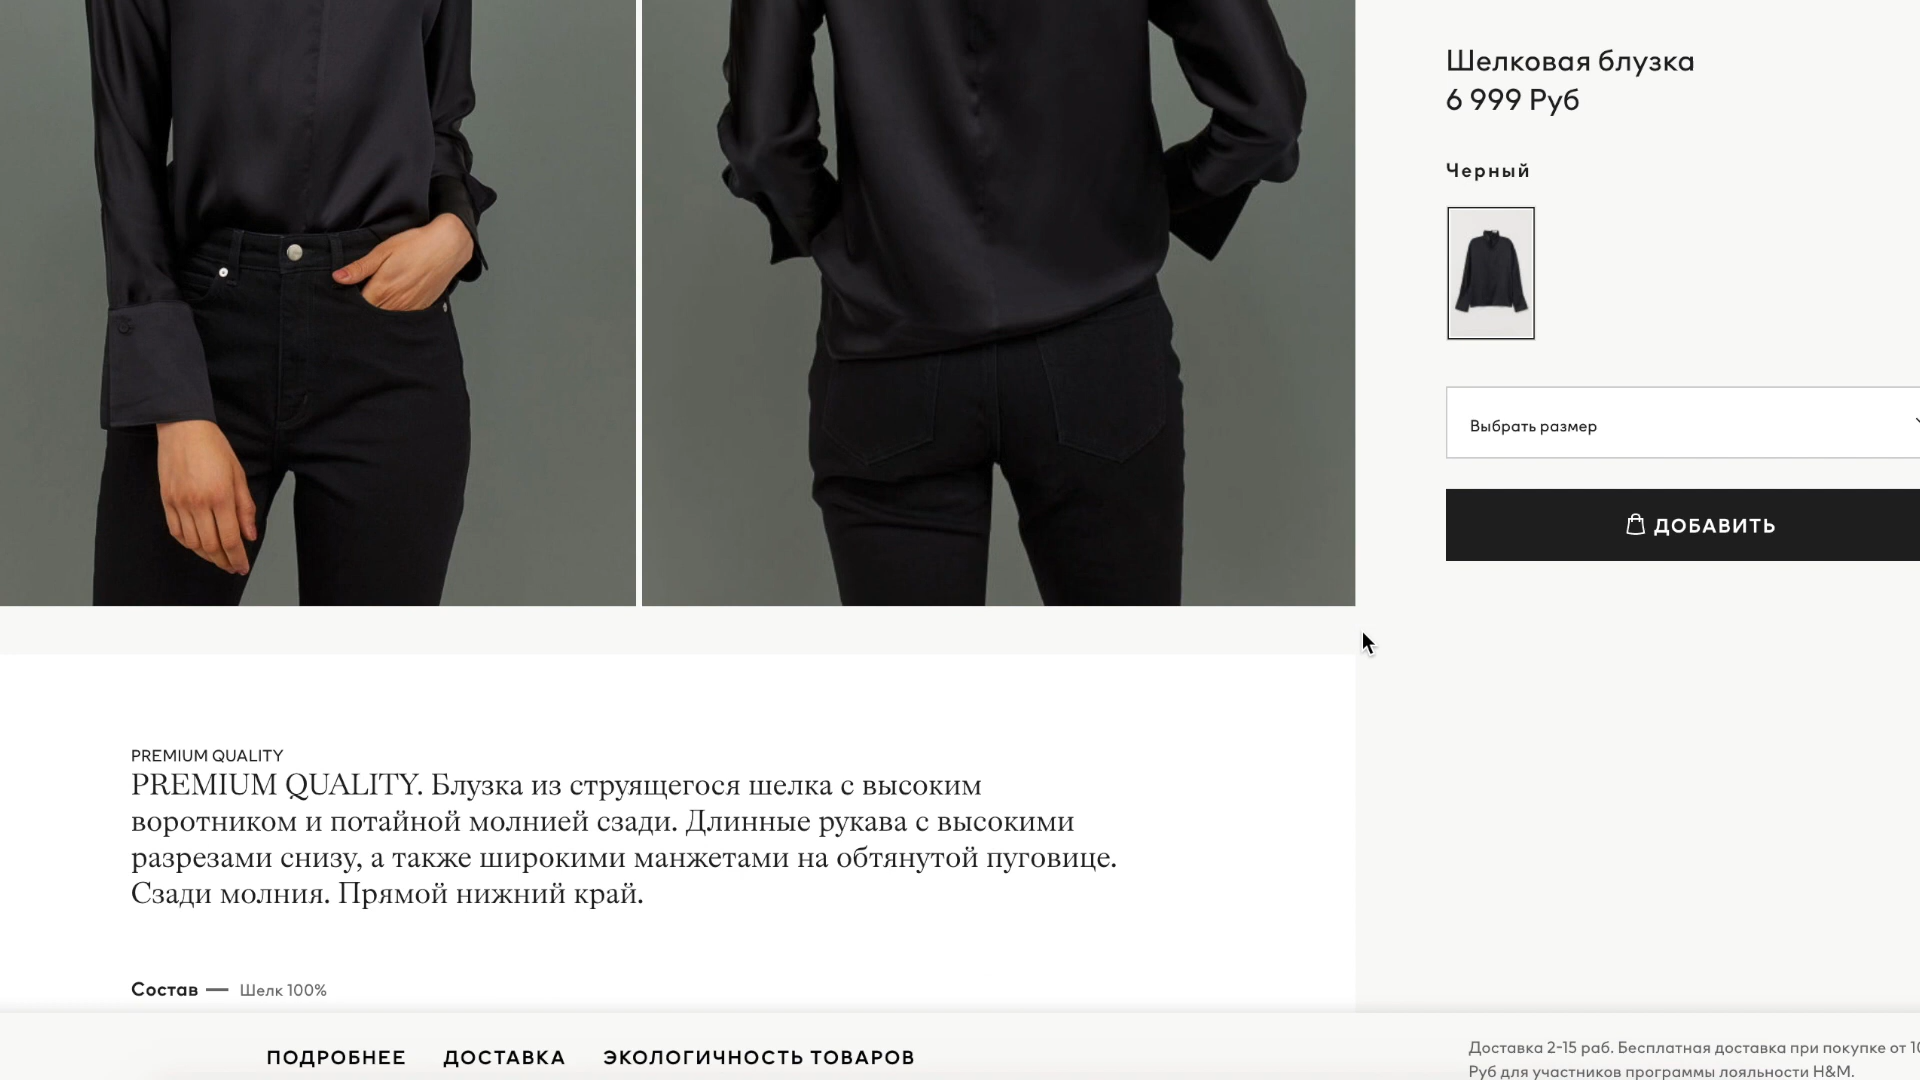 Шелковая блузка
6 999 Руб
Черный
Выбрать размер
ДОБАВИТЬ
PREMIUM QUALITY
PREMIUM QUALITY. Блузка из струящегося шелка с высоким
воротником и потайной молнией сзади. Длинные рукава с высокими
разрезами снизу, а также широкими манжетами на обтянутой пуговице.
Сзади молния. Прямой нижний край.
Состав — Шелк 100%
ПОДРОБНЕЕ ДОСТАВКА ЭКОЛОГИЧНОСТЬ ТОВАРОВ
Доставка 2-15 раб. Бесплатная доставка при покупке от
Руб для участников программы лояльности H&M.